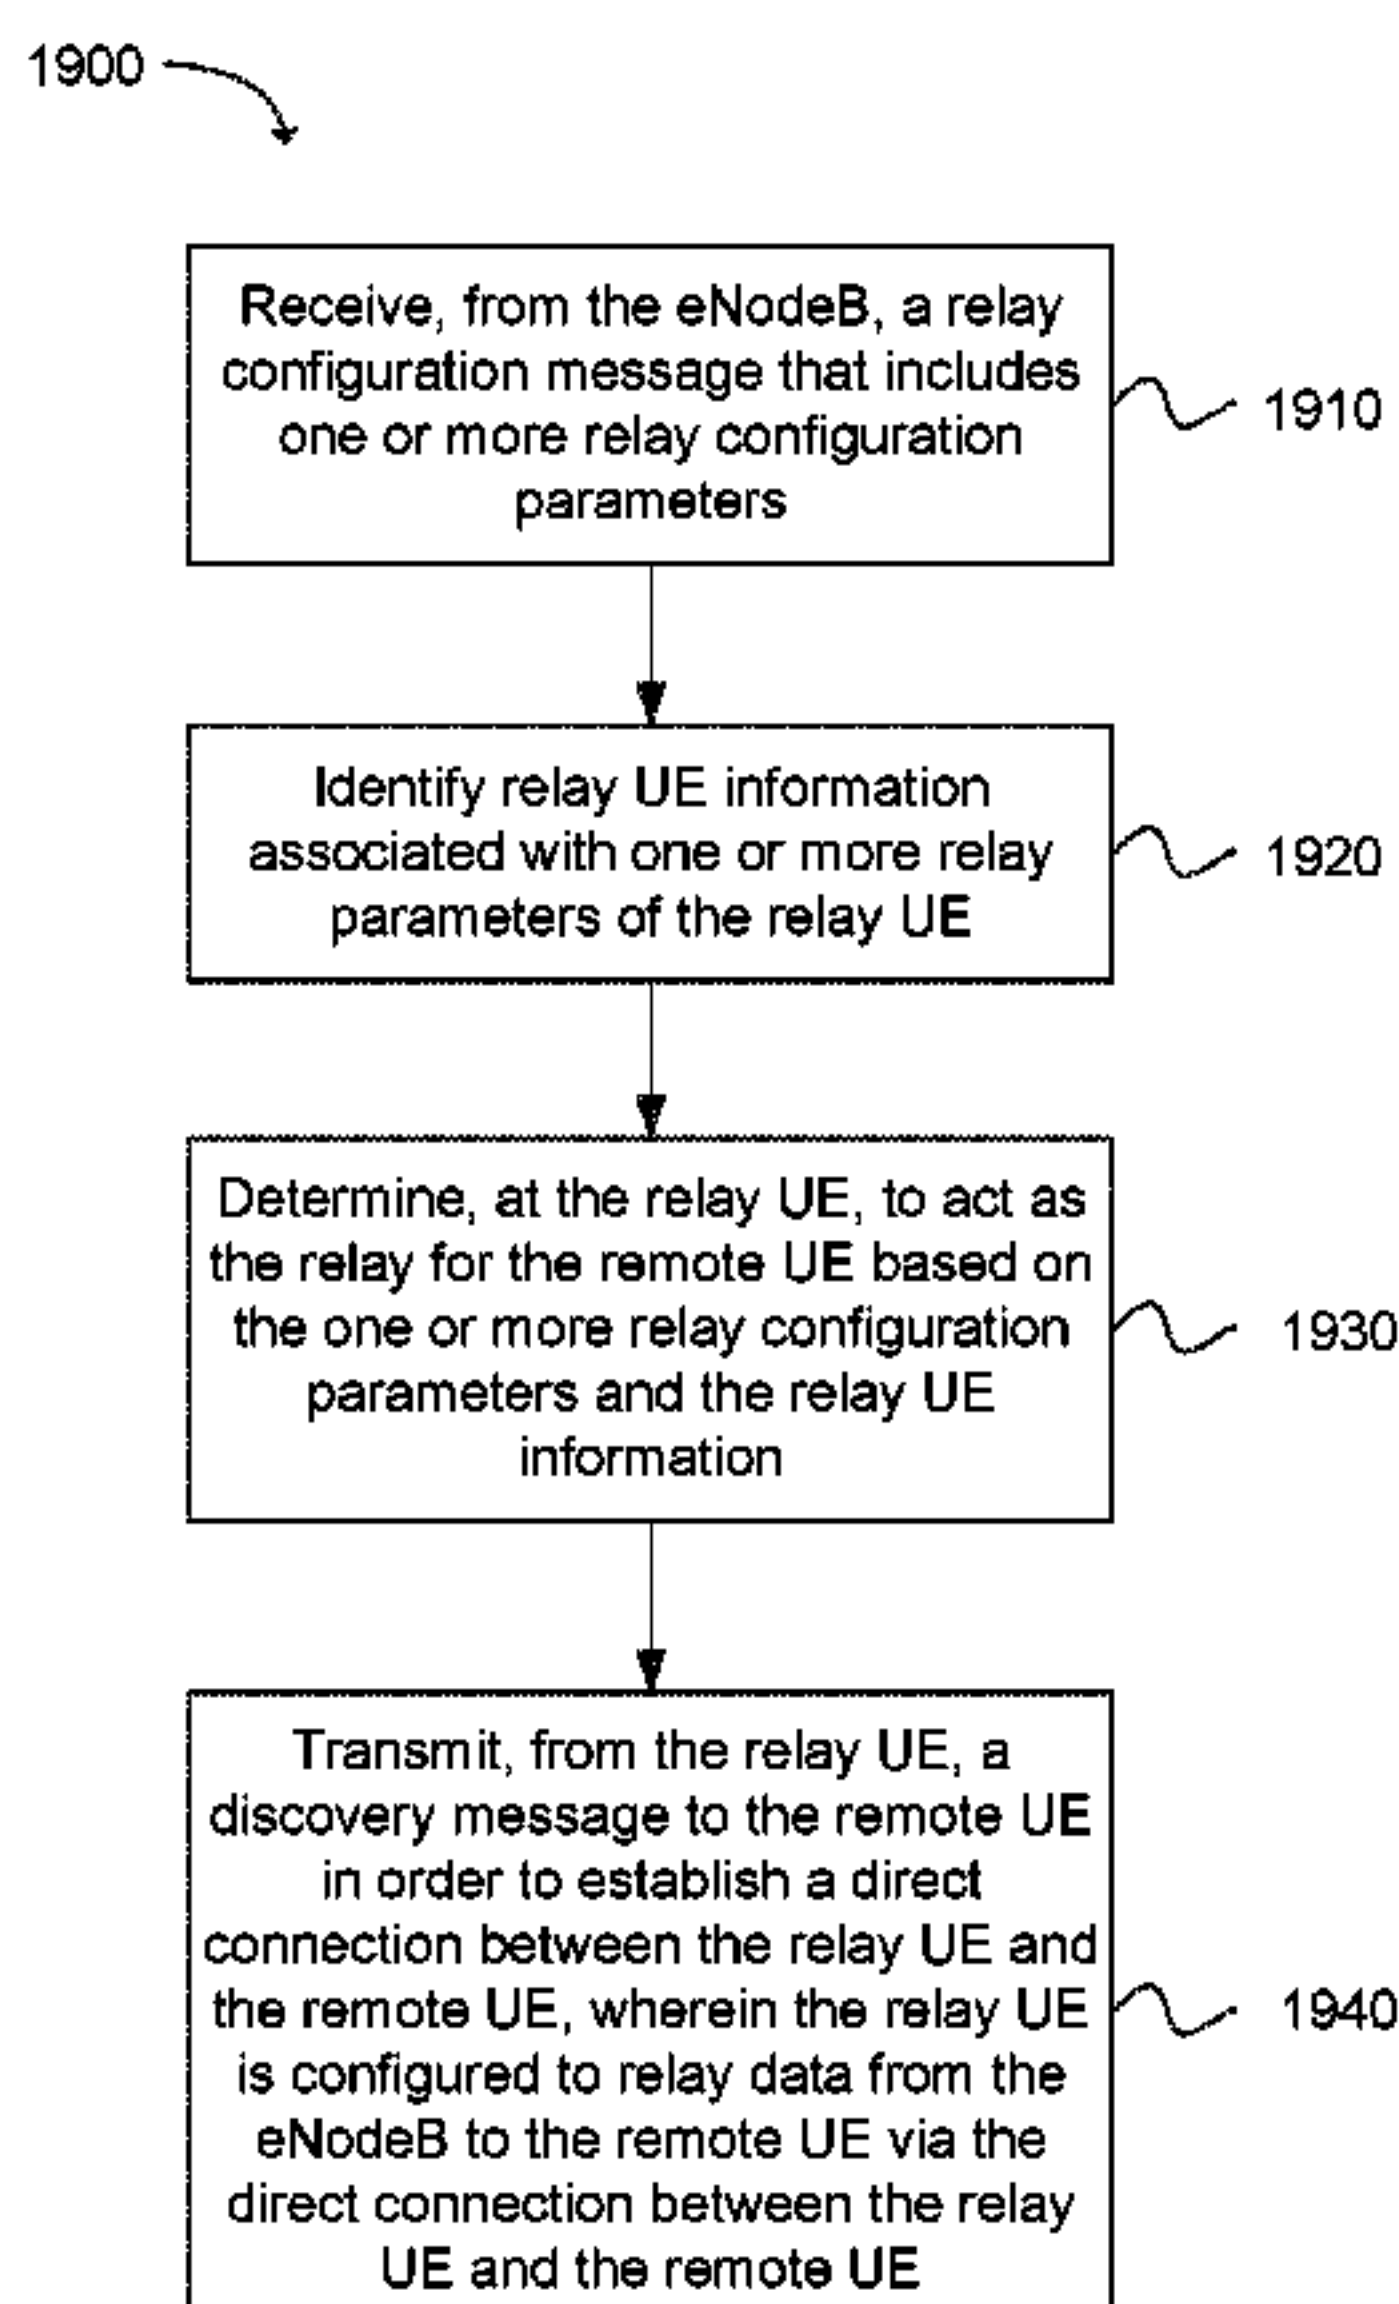 1900
Receive, from the eNodeB, a relay
configuration message that includes
one or more relay configuration
parameters
1910
Identify relay UE information
associated with one or more relay
parameters of the relay UE
1920
Determine, at the relay UE, to act as
the relay for the remote UE based on
the one or more relay configuration
parameters and the relay UE
information
1930
Transmit, from the relay UE, a
discovery message to the remote UE
in order to establish a direct
connection between the relay UE and
the remote UE, wherein the relay UE
is configured to relay data from the
eNodeB to the remote UE via the
direct connection between the relay
UE and the remote UE
1940